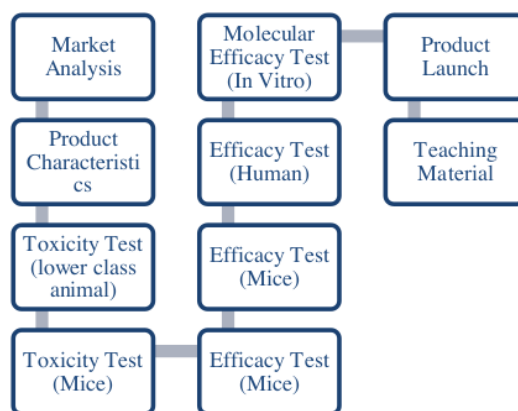 Market
Analysis
Product
Characteristi
cs
Toxicity Test
(lower class
animal)
Toxicity Test
(Mice)
Efficacy Test
(Mice)
Efficacy Test
(Mice)
Efficacy Test
(Human)
Molecular
Efficacy Test
(In Vitro)
Product
Launch
Teaching
Material